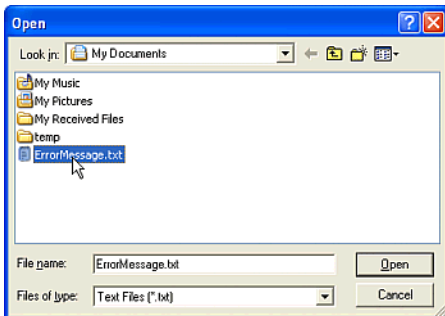 Open
Look in: My Documents
My Music
My Pictures
My Received Files
temp
ErrorMessage.txt
File name: ErrorMessage.txt Open
Files of type: Text Files (*.txt) Cancel